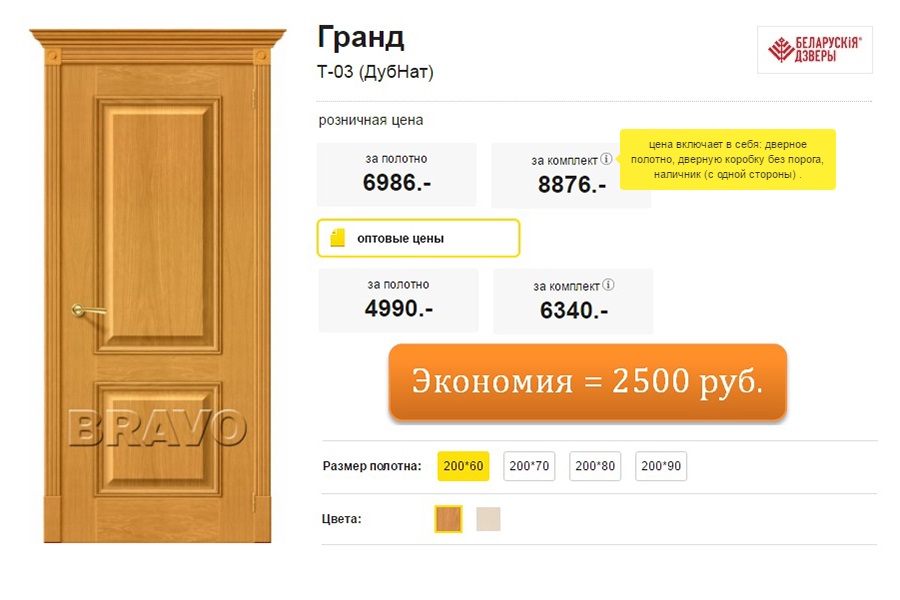 Гранд
Т-03 (ДубНат)
БЕЛАРУСКІЯ®
ДЗВЕРЫ
розничная цена
за полотно
6986.-
за комплект
8876.-
цена включает в себя: дверное
полотно, дверную коробку без порога,
наличник (с одной стороны) .
оптовые цены
за полотно
4990.-
за комплект
6340.-
Экономия = 2500 руб.
BRAVO
Размер полотна: 200*60 200*70 200*80 200*90
Цвета: